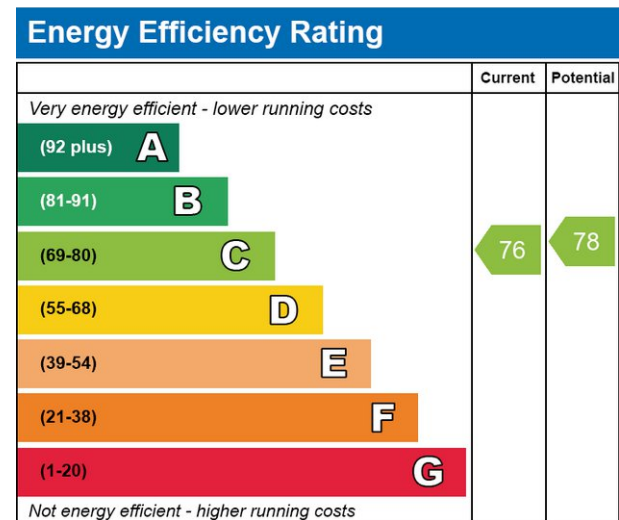 Energy Efficiency Rating
Current Potential
Very energy efficient - lower running costs
(92 plus) A
(81-91) B
(69-80) C 76 78
(55-68) D
(39-54) E
(21-38) F
(1-20) G
Not energy efficient - higher running costs